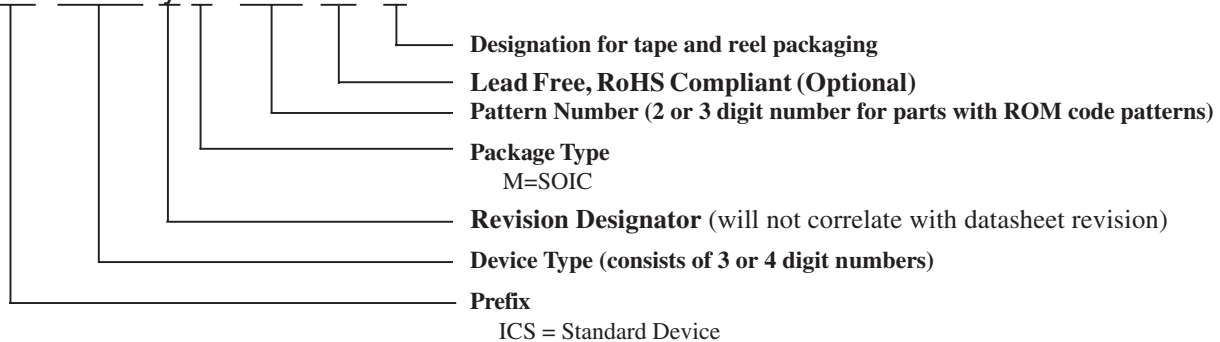 Designation for tape and reel packaging
Lead Free, RoHS Compliant (Optional)
Pattern Number (2 or 3 digit number for parts with ROM code patterns)
Package Type
M=SOIC
Revision Designator (will not correlate with datasheet revision)
Device Type (consists of 3 or 4 digit numbers)
Prefix
ICS = Standard Device